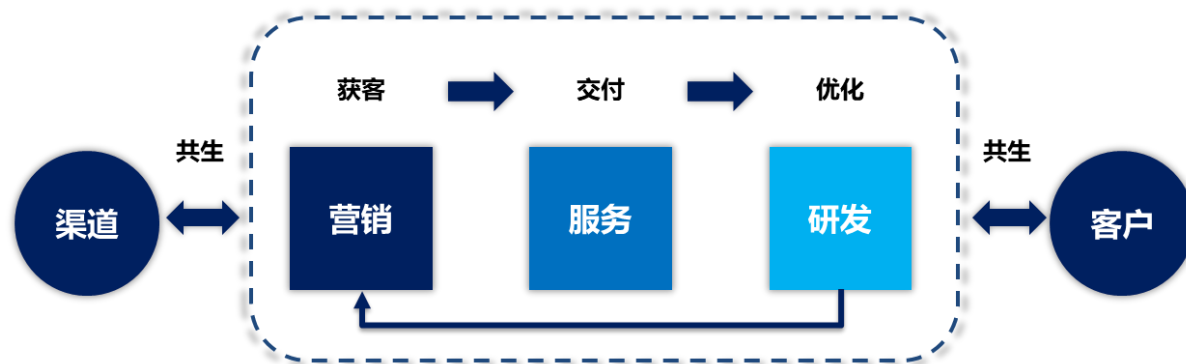 获客
交付
优化
共生
共生
渠道
营销
服务
研发
客户